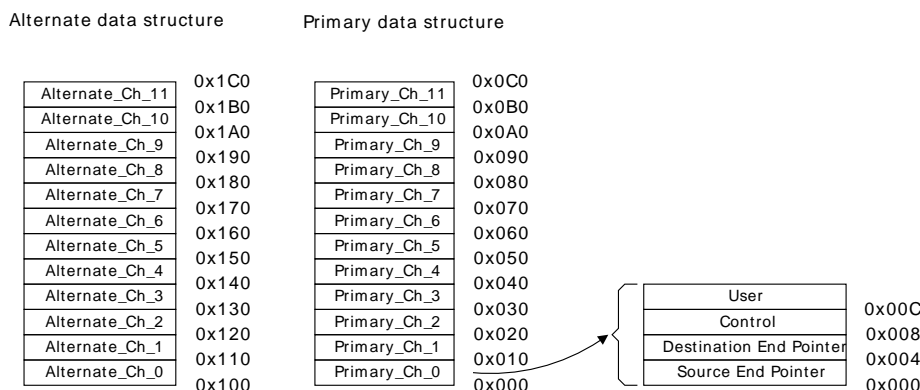 Alternate data structure
Primary data structure
0x1C0
Alternate_Ch_11
0x1B0
Alternate_Ch_10
0x1A0
Alternate_Ch_9
0x190
Alternate_Ch_8
0x180
Alternate_Ch_7
0x170
Alternate_Ch_6
0x160
Alternate_Ch_5
0x150
Alternate_Ch_4
0x140
Alternate_Ch_3
0x130
Alternate_Ch_2
0x120
Alternate_Ch_1
0x110
Alternate_Ch_0
0x100
0x0C0
Primary_Ch_11
0x0B0
Primary_Ch_10
0x0A0
Primary_Ch_9
0x090
Primary_Ch_8
0x080
Primary_Ch_7
0x070
Primary_Ch_6
0x060
Primary_Ch_5
0x050
Primary_Ch_4
0x040
Primary_Ch_3
0x030
Primary_Ch_2
0x020
Primary_Ch_1
0x010
Primary_Ch_0
0x000
User
0x00C
Control
0x008
Destination End Pointer
0x004
Source End Pointer
0x000